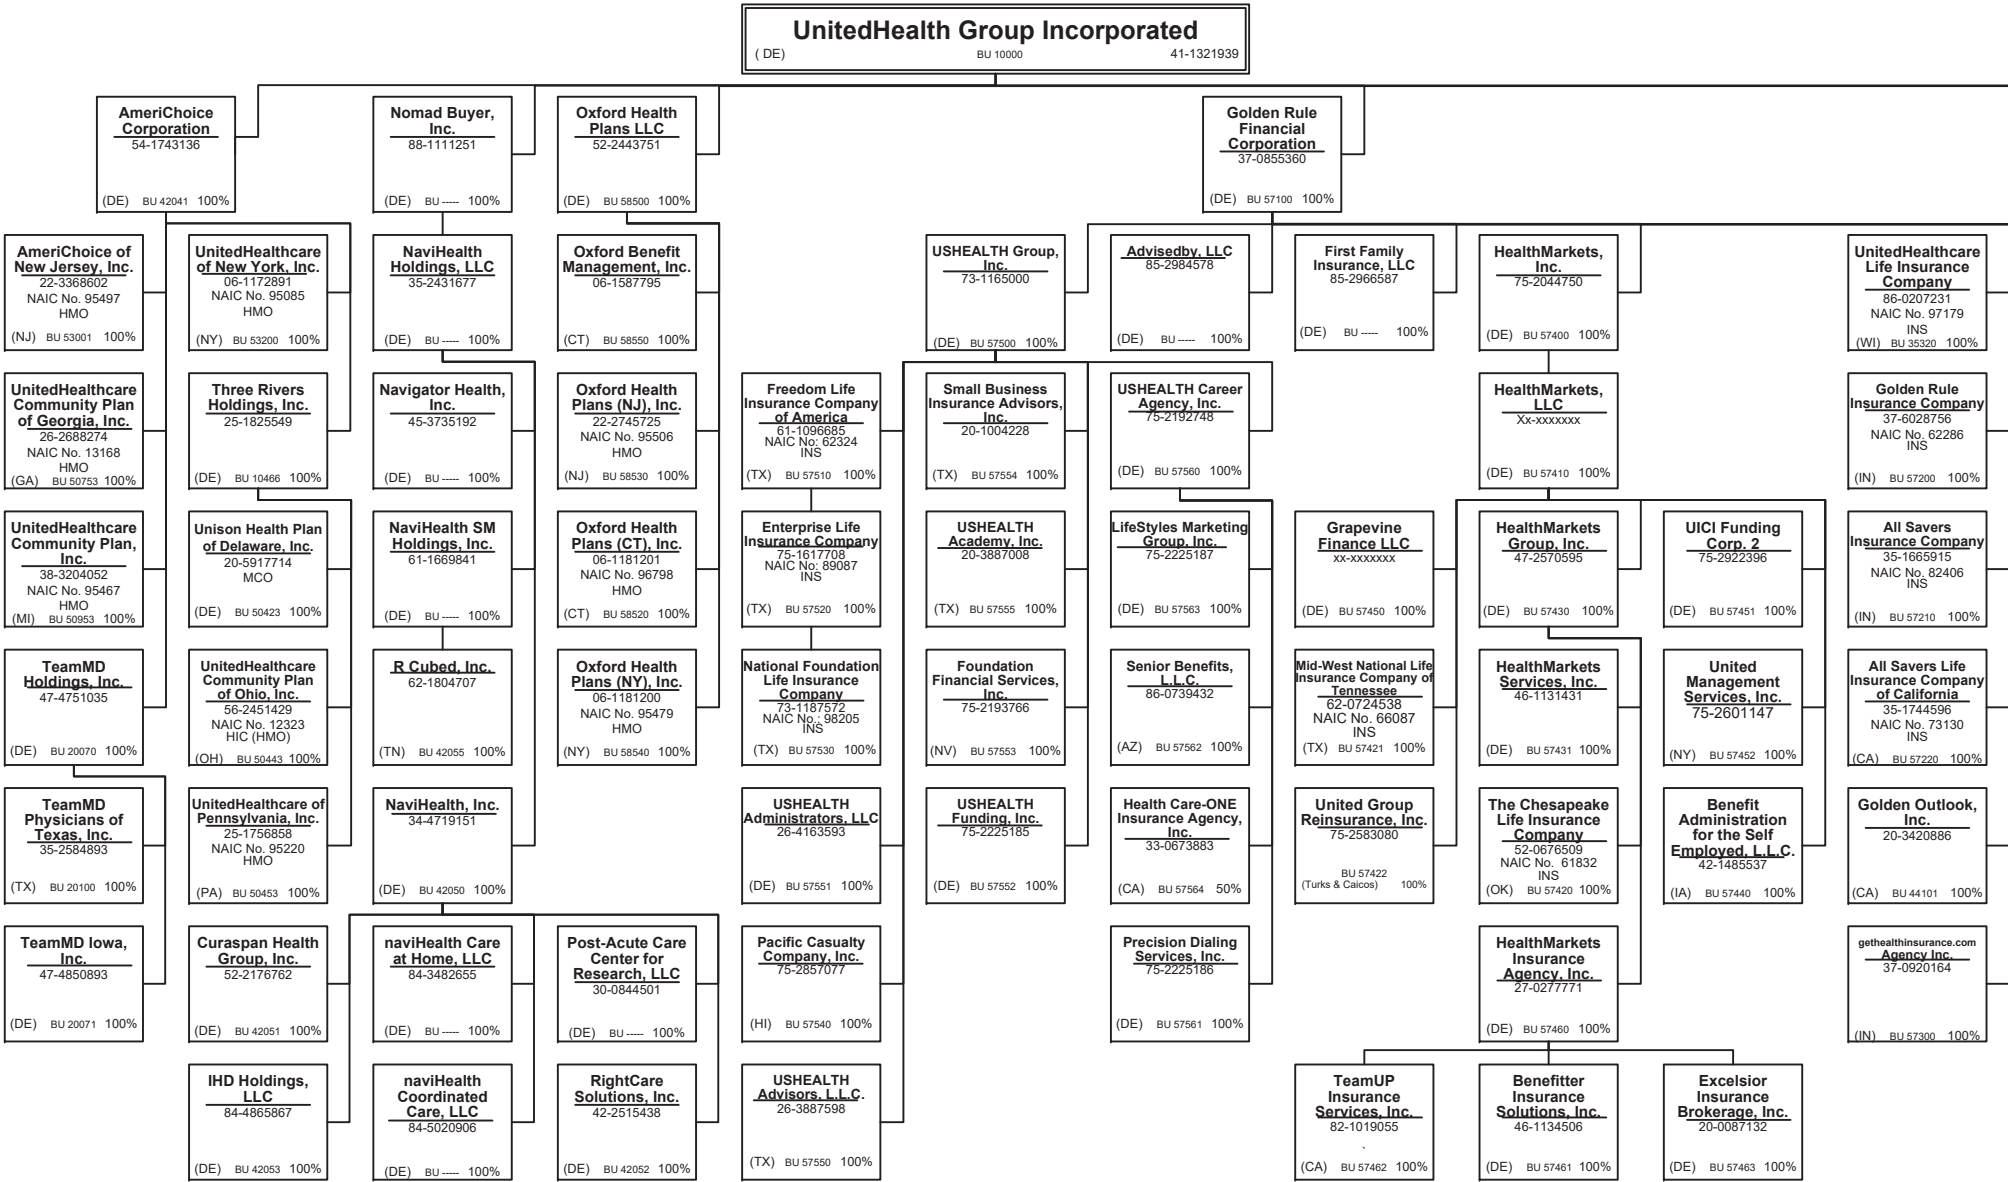 UnitedHealth Group Incorporated
( DE) BU 10000 41-1321939
AmeriChoice
Corporation
54-1743136
(DE) BU 42041 100%
Nomad Buyer,
Inc.
88-1111251
(DE) BU ----- 100%
Oxford Health
Plans LLC
52-2443751
(DE) BU 58500 100%
Golden Rule
Financial
Corporation
37-0855360
(DE) BU 57100 100%
AmeriChoice of
New Jersey, Inc.
22-3368602
NAIC No. 95497
HMO
(NJ) BU 53001 100%
UnitedHealthcare
of New York, Inc.
06-1172891
NAIC No. 95085
HMO
(NY) BU 53200 100%
NaviHealth
Holdings, LLC
35-2431677
(DE) BU ----- 100%
Oxford Benefit
Management, Inc.
06-1587795
(CT) BU 58550 100%
USHEALTH Group,
Inc.
73-1165000
(DE) BU 57500 100%
Advisedby, LLC
85-2984578
(DE) BU ----- 100%
First Family
Insurance, LLC
85-2966587
(DE) BU ----- 100%
HealthMarkets,
Inc.
75-2044750
(DE) BU 57400 100%
UnitedHealthcare
Life Insurance
Company
86-0207231
NAIC No. 97179
INS
(WI) BU 35320 100%
UnitedHealthcare
Community Plan
of Georgia, Inc.
26-2688274
NAIC No. 13168
HMO
(GA) BU 50753 100%
Three Rivers
Holdings, Inc.
25-1825549
(DE) BU 10466 100%
Navigator Health,
Inc.
45-3735192
(DE) BU ----- 100%
Oxford Health
Plans (NJ), Inc.
22-2745725
NAIC No. 95506
HMO
(NJ) BU 58530 100%
Freedom Life
Insurance Company
of America
61-1096685
NAIC No: 62324
INS
(TX) BU 57510 100%
Small Business
Insurance Advisors,
Inc.
20-1004228
(TX) BU 57554 100%
USHEALTH Career
Agency, Inc.
75-2192748
(DE) BU 57560 100%
HealthMarkets,
LLC
Xx-xxxxxxx
(DE) BU 57410 100%
Golden Rule
Insurance Company
37-6028756
NAIC No. 62286
INS
(IN) BU 57200 100%
UnitedHealthcare
Community Plan,
Inc.
38-3204052
NAIC No. 95467
HMO
(MI) BU 50953 100%
Unison Health Plan
of Delaware, Inc.
20-5917714
MCO
(DE) BU 50423 100%
NaviHealth SM
Holdings, Inc.
61-1669841
(DE) BU ----- 100%
Oxford Health
Plans (CT), Inc.
06-1181201
NAIC No. 96798
HMO
(CT) BU 58520 100%
Enterprise Life
Insurance Company
75-1617708
NAIC No: 89087
INS
(TX) BU 57520 100%
USHEALTH
Academy, Inc.
20-3887008
(TX) BU 57555 100%
LifeStyles Marketing
Group, Inc.
75-2225187
(DE) BU 57563 100%
Grapevine
Finance LLC
xx-xxxxxxx
(DE) BU 57450 100%
HealthMarkets
Group, Inc.
47-2570595
(DE) BU 57430 100%
UICI Funding
Corp. 2
75-2922396
(DE) BU 57451 100%
All Savers
Insurance Company
35-1665915
NAIC No. 82406
INS
(IN) BU 57210 100%
TeamMD
Holdings, Inc.
47-4751035
(DE) BU 20070 100%
UnitedHealthcare
Community Plan
of Ohio, Inc.
56-2451429
NAIC No. 12323
HIC (HMO)
(OH) BU 50443 100%
R Cubed, Inc.
62-1804707
(TN) BU 42055 100%
Oxford Health
Plans (NY), Inc.
06-1181200
NAIC No. 95479
HMO
(NY) BU 58540 100%
National Foundation
Life Insurance
Company
73-1187572
NAIC No.: 98205
INS
(TX) BU 57530 100%
Foundation
Financial Services,
Inc.
75-2193766
(NV) BU 57553 100%
Senior Benefits,
L.L.C.
86-0739432
(AZ) BU 57562 100%
Mid-West National Life
Insurance Company of
Tennessee
62-0724538
NAIC No. 66087
INS
(TX) BU 57421 100%
HealthMarkets
Services, Inc.
46-1131431
(DE) BU 57431 100%
United
Management
Services, Inc.
75-2601147
(NY) BU 57452 100%
All Savers Life
Insurance Company
of California
35-1744596
NAIC No. 73130
INS
(CA) BU 57220 100%
TeamMD
Physicians of
Texas, Inc.
35-2584893
(TX) BU 20100 100%
UnitedHealthcare of
Pennsylvania, Inc.
25-1756858
NAIC No. 95220
HMO
(PA) BU 50453 100%
NaviHealth, Inc.
34-4719151
(DE) BU 42050 100%
USHEALTH
Administrators, LLC
26-4163593
(DE) BU 57551 100%
USHEALTH
Funding, Inc.
75-2225185
(DE) BU 57552 100%
Health Care-ONE
Insurance Agency,
Inc.
33-0673883
(CA) BU 57564 50%
United Group
Reinsurance, Inc.
75-2583080
BU 57422
(Turks & Caicos) 100%
The Chesapeake
Life Insurance
Company
52-0676509
NAIC No. 61832
INS
(OK) BU 57420 100%
Benefit
Administration
for the Self
Employed, L.L.C.
42-1485537
(IA) BU 57440 100%
Golden Outlook,
Inc.
20-3420886
(CA) BU 44101 100%
TeamMD Iowa,
Inc.
47-4850893
(DE) BU 20071 100%
Curaspan Health
Group, Inc.
52-2176762
(DE) BU 42051 100%
naviHealth Care
at Home, LLC
84-3482655
(DE) BU ----- 100%
Post-Acute Care
Center for
Research, LLC
30-0844501
(DE) BU ----- 100%
Pacific Casualty
Company, Inc.
75-2857077
(HI) BU 57540 100%
Precision Dialing
Services, Inc.
75-2225186
(DE) BU 57561 100%
HealthMarkets
Insurance
Agency, Inc.
27-0277771
(DE) BU 57460 100%
gethealthinsurance.com
Agency Inc.
37-0920164
(IN) BU 57300 100%
IHD Holdings,
LLC
84-4865867
(DE) BU 42053 100%
naviHealth
Coordinated
Care, LLC
84-5020906
(DE) BU ----- 100%
RightCare
Solutions, Inc.
42-2515438
(DE) BU 42052 100%
USHEALTH
Advisors, L.L.C.
26-3887598
(TX) BU 57550 100%
TeamUP
Insurance
Services, Inc.
82-1019055
`
(CA) BU 57462 100%
Benefitter
Insurance
Solutions, Inc.
46-1134506
(DE) BU 57461 100%
Excelsior
Insurance
Brokerage, Inc.
20-0087132
(DE) BU 57463 100%